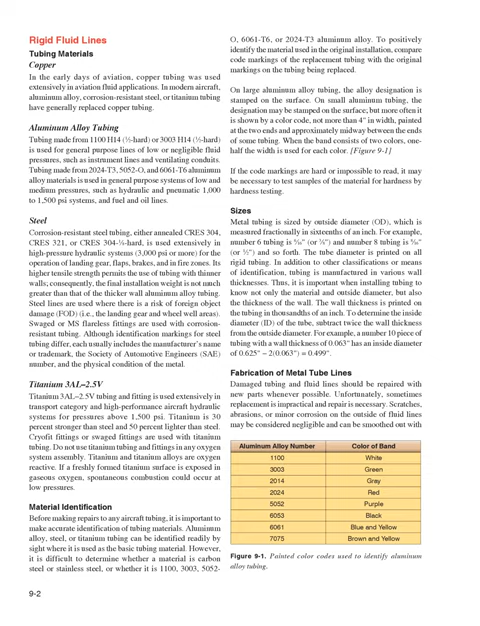 Rigid Fluid Lines
Tubing Materials
Copper
In the early days of aviation, copper tubing was used
extensively in aviation fluid applications. In modern aircraft,
aluminum alloy, corrosion-resistant steel, or titanium tubing
have generally replaced copper tubing.
Aluminum Alloy Tubing
Tubing made from 1100 H14 (½-hard) or 3003 H14 (½-hard)
is used for general purpose lines of low or negligible fluid
pressures, such as instrument lines and ventilating conduits.
Tubing made from 2024-T3, 5052-O, and 6061-T6 aluminum
alloy materials is used in general purpose systems of low and
medium pressures, such as hydraulic and pneumatic 1,000
to 1,500 psi systems, and fuel and oil lines.
Steel
Corrosion-resistant steel tubing, either annealed CRES 304,
CRES 321, or CRES 304-⅛-hard, is used extensively in
high-pressure hydraulic systems (3,000 psi or more) for the
operation of landing gear, flaps, brakes, and in fire zones. Its
higher tensile strength permits the use of tubing with thinner
walls; consequently, the final installation weight is not much
greater than that of the thicker wall aluminum alloy tubing.
Steel lines are used where there is a risk of foreign object
damage (FOD) (i.e., the landing gear and wheel well areas).
Swaged or MS flareless fittings are used with corrosion-
resistant tubing. Although identification markings for steel
tubing differ, each usually includes the manufacturer's name
or trademark, the Society of Automotive Engineers (SAE)
number, and the physical condition of the metal.
Titanium 3AL–2.5V
Titanium 3AL–2.5V tubing and fitting is used extensively in
transport category and high-performance aircraft hydraulic
systems for pressures above 1,500 psi. Titanium is 30
percent stronger than steel and 50 percent lighter than steel.
Cryofit fittings or swaged fittings are used with titanium
tubing. Do not use titanium tubing and fittings in any oxygen
system assembly. Titanium and titanium alloys are oxygen
reactive. If a freshly formed titanium surface is exposed in
gaseous oxygen, spontaneous combustion could occur at
low pressures.
Material Identification
Before making repairs to any aircraft tubing, it is important to
make accurate identification of tubing materials. Aluminum
alloy, steel, or titanium tubing can be identified readily by
sight where it is used as the basic tubing material. However,
it is difficult to determine whether a material is carbon
steel or stainless steel, or whether it is 1100, 3003, 5052-
O, 6061-T6, or 2024-T3 aluminum alloy. To positively
identify the material used in the original installation, compare
code markings of the replacement tubing with the original
markings on the tubing being replaced.
On large aluminum alloy tubing, the alloy designation is
stamped on the surface. On small aluminum tubing, the
designation may be stamped on the surface; but more often it
is shown by a color code, not more than 4" in width, painted
at the two ends and approximately midway between the ends
of some tubing. When the band consists of two colors, one-
half the width is used for each color. [Figure 9-1]
If the code markings are hard or impossible to read, it may
be necessary to test samples of the material for hardness by
hardness testing.
Sizes
Metal tubing is sized by outside diameter (OD), which is
measured fractionally in sixteenths of an inch. For example,
number 6 tubing is 6⁄16" (or ⅜") and number 8 tubing is 8⁄16"
(or ½") and so forth. The tube diameter is printed on all
rigid tubing. In addition to other classifications or means
of identification, tubing is manufactured in various wall
thicknesses. Thus, it is important when installing tubing to
know not only the material and outside diameter, but also
the thickness of the wall. The wall thickness is printed on
the tubing in thousandths of an inch. To determine the inside
diameter (ID) of the tube, subtract twice the wall thickness
from the outside diameter. For example, a number 10 piece of
tubing with a wall thickness of 0.063" has an inside diameter
of 0.625" – 2(0.063") = 0.499".
Fabrication of Metal Tube Lines
Damaged tubing and fluid lines should be repaired with
new parts whenever possible. Unfortunately, sometimes
replacement is impractical and repair is necessary. Scratches,
abrasions, or minor corrosion on the outside of fluid lines
may be considered negligible and can be smoothed out with
Aluminum Alloy Number Color of Band
1100 White
3003 Green
2014 Gray
2024 Red
5052 Purple
6053 Black
6061 Blue and Yellow
7075 Brown and Yellow
Figure 9-1. Painted color codes used to identify aluminum
alloy tubing.
9-2